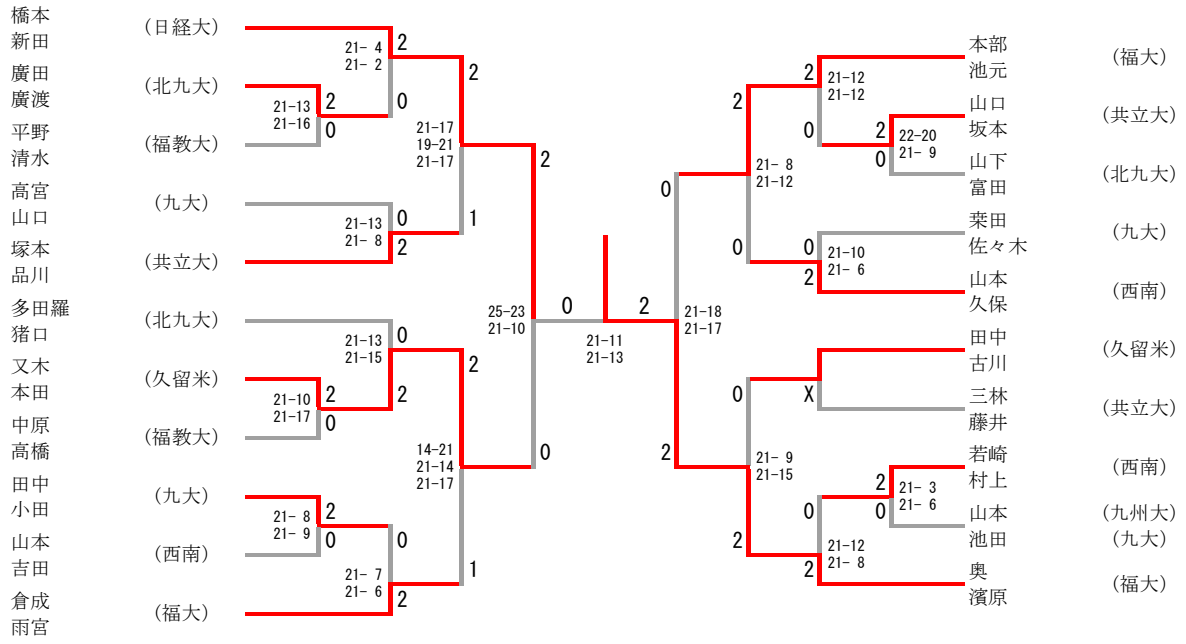 橋本
新田
(日経大)
廣田
廣渡
(北九大)
平野
清水
(福教大)
高宮
山口
(九大)
塚本
品川
(共立大)
多田羅
猪口
(北九大)
又木
本田
(久留米)
中原
高橋
(福教大)
田中
小田
(九大)
山本
吉田
(西南)
倉成
雨宮
(福大)
21-13
21-16
2
0
21- 4
21- 2
2
0
21-13
21- 8
0
2
21-17
19-21
21-17
2
1
21-10
21-17
2
0
21-13
21-15
0
2
21- 8
21- 9
2
0
21- 7
21- 6
0
2
14-21
21-14
21-17
2
1
25-23
21-10
2
0
0
2
21-11
21-13
21-18
21-17
0
2
21- 8
21-12
2
0
21-12
21-12
2
0
22-20
21- 9
2
0
21-10
21- 6
0
2
21- 9
21-15
0
2
X
21- 3
21- 6
2
0
21-12
21- 8
0
2
本部
池元
(福大)
山口
坂本
(共立大)
山下
富田
(北九大)
桒田
佐々木
(九大)
山本
久保
(西南)
田中
古川
(久留米)
三林
藤井
(共立大)
若崎
村上
(西南)
山本
(九州大)
池田
(九大)
奥
濱原
(福大)